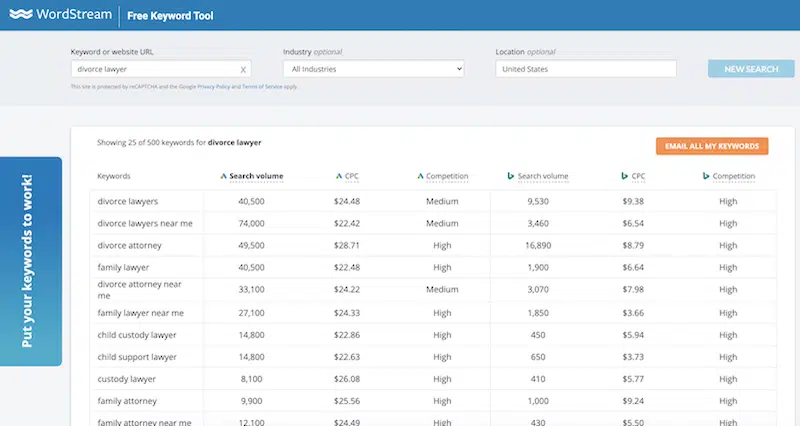 WordStream Free Keyword Tool
Keyword or website URL Industry optional Location optional
divorce lawyer x All Industries United States NEW SEARCH
This site is protected by reCAPTCHA and the Google Privacy Policy and Terms of Service apply.
Put your keywords to work!
Showing 25 of 500 keywords for divorce lawyer EMAIL ALL MY KEYWORDS
Keywords Search volume CPC Competition Search volume CPC Competition
divorce lawyers 40,500 $24.48 Medium 9,530 $9.38 High
divorce lawyers near me 74,000 $22.42 Medium 3,460 $6.54 High
divorce attorney 49,500 $28.71 High 16,890 $8.79 High
family lawyer 40,500 $22.48 High 1,900 $6.64 High
divorce attorney near
me 33,100 $24.22 Medium 3,070 $7.98 High
family lawyer near me 27,100 $24.33 High 1,850 $3.66 High
child custody lawyer 14,800 $22.86 High 450 $5.94 High
child support lawyer 14,800 $22.63 High 650 $3.73 High
custody lawyer 8,100 $26.08 High 410 $5.77 High
family attorney 9,900 $25.56 High 1,000 $9.24 High
family attorney near me 12,100 $24.49 High 430 $5.50 High